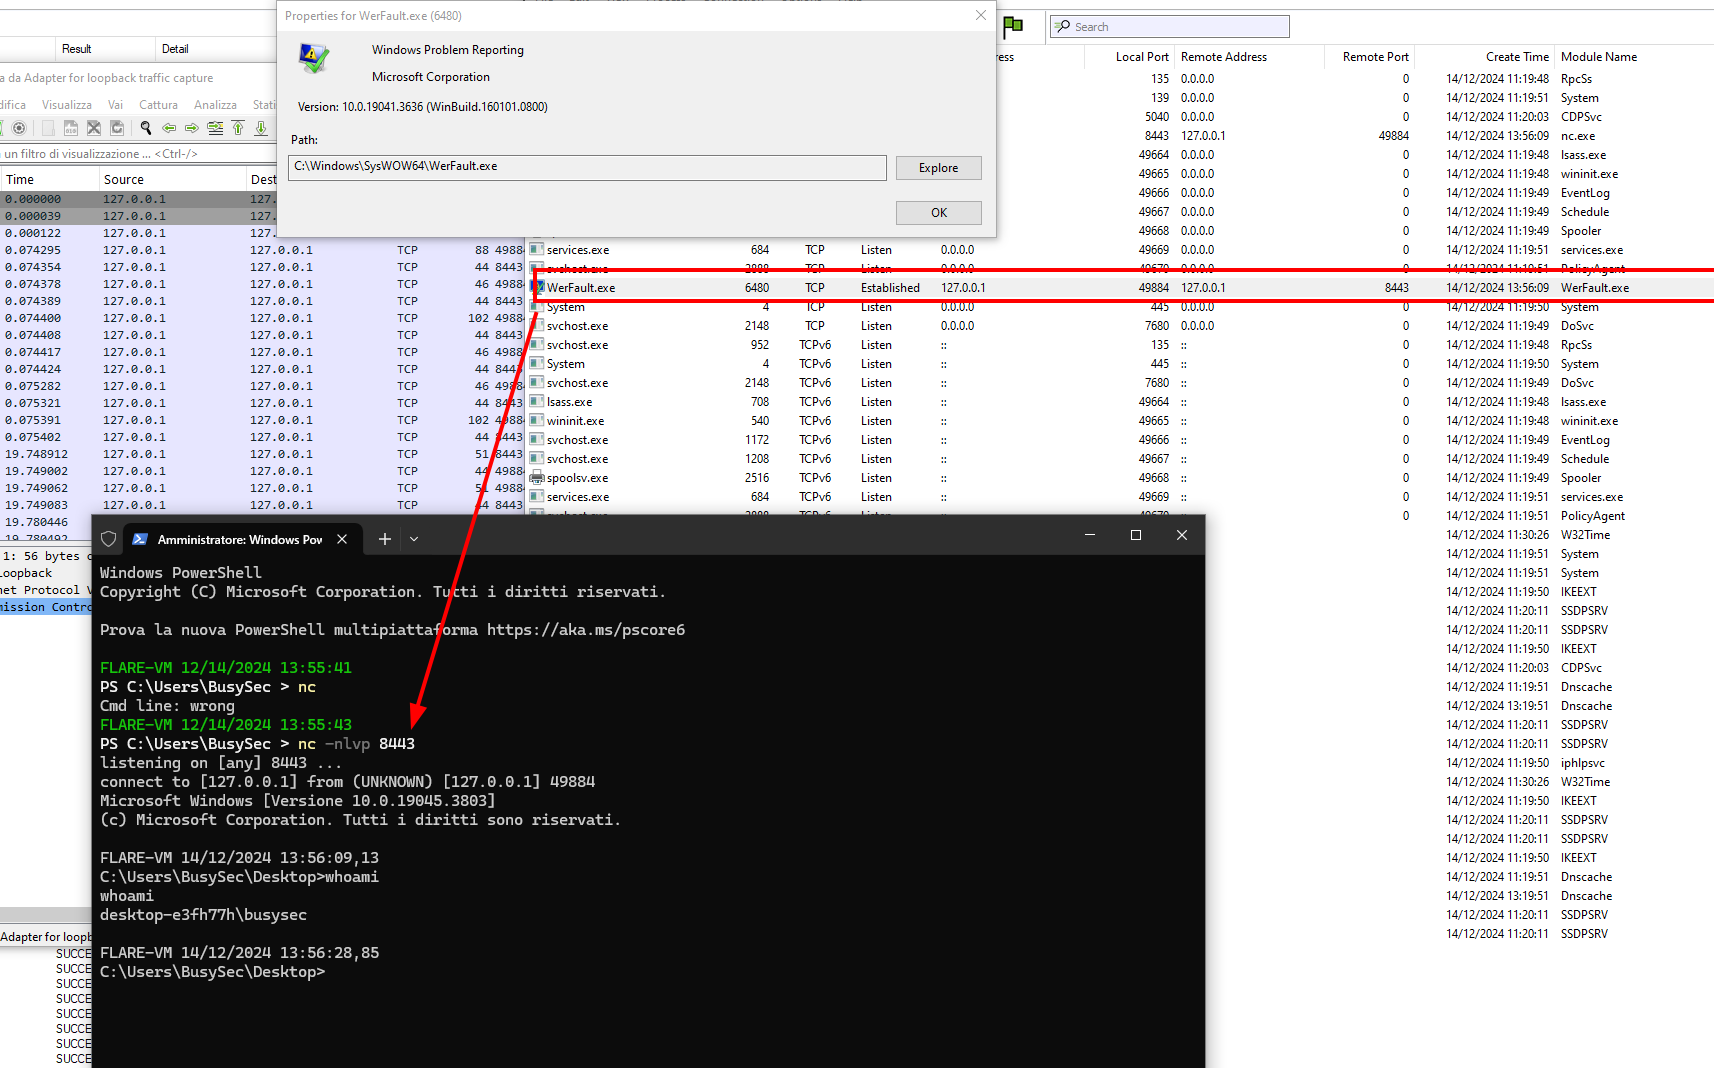 Properties for WerFault.exe (6480)
Windows Problem Reporting
Microsoft Corporation
Version: 10.0.19041.3636 (WinBuild.160101.0800)
Path:
C:\Windows\SysWOW64\WerFault.exe
Explore
OK
Search
Result Detail
a da Adapter for loopback traffic capture
difica Visualizza Vai Cattura Analizza Stati
un filtro di visualizzazione ... <Ctrl-/>
Time Source Dest
0.000000 127.0.0.1 127.
0.000039 127.0.0.1 127.
0.000122 127.0.0.1 127.
0.074295 127.0.0.1 127.0.0.1 TCP 88 49884
0.074354 127.0.0.1 127.0.0.1 TCP 44 8443
0.074378 127.0.0.1 127.0.0.1 TCP 46 49884
0.074389 127.0.0.1 127.0.0.1 TCP 44 8443
0.074400 127.0.0.1 127.0.0.1 TCP 102 49884
0.074408 127.0.0.1 127.0.0.1 TCP 44 8443
0.074417 127.0.0.1 127.0.0.1 TCP 46 49884
0.074424 127.0.0.1 127.0.0.1 TCP 44 8443
0.075282 127.0.0.1 127.0.0.1 TCP 46 49884
0.075321 127.0.0.1 127.0.0.1 TCP 44 8443
0.075391 127.0.0.1 127.0.0.1 TCP 102 49884
0.075402 127.0.0.1 127.0.0.1 TCP 44 8443
19.748912 127.0.0.1 127.0.0.1 TCP 51 8443
19.749002 127.0.0.1 127.0.0.1 TCP 44 49884
19.749062 127.0.0.1 127.0.0.1 TCP 51 49884
19.749083 127.0.0.1 127.0.0.1 TCP 44 8443
19.780446
19.780492
1: 56 bytes
Loopback
net Protocol V
mission Contro
Adapter for loopb
SUCCE
SUCCE
SUCCE
SUCCE
SUCCE
SUCCE
SUCCE
SUCCE
ress Local Port Remote Address Remote Port Create Time Module Name
135 0.0.0.0 0 14/12/2024 11:19:48 RpcSs
139 0.0.0.0 0 14/12/2024 11:19:51 System
5040 0.0.0.0 0 14/12/2024 11:20:03 CDPSvc
8443 127.0.0.1 49884 14/12/2024 13:56:09 nc.exe
49664 0.0.0.0 0 14/12/2024 11:19:48 lsass.exe
49665 0.0.0.0 0 14/12/2024 11:19:48 wininit.exe
49666 0.0.0.0 0 14/12/2024 11:19:49 EventLog
49667 0.0.0.0 0 14/12/2024 11:19:49 Schedule
49668 0.0.0.0 0 14/12/2024 11:19:49 Spooler
services.exe 684 TCP Listen 0.0.0.0 49669 0.0.0.0 0 14/12/2024 11:19:51 services.exe
svchost.exe 2888 TCP Listen 0.0.0.0 49670 0.0.0.0 0 14/12/2024 11:19:51 PolicyAgent
WerFault.exe 6480 TCP Established 127.0.0.1 49884 127.0.0.1 8443 14/12/2024 13:56:09 WerFault.exe
System 4 TCP Listen 0.0.0.0 445 0.0.0.0 0 14/12/2024 11:19:50 System
svchost.exe 2148 TCP Listen 0.0.0.0 7680 0.0.0.0 0 14/12/2024 11:19:49 DoSvc
svchost.exe 952 TCPv6 Listen :: 135 :: 0 14/12/2024 11:19:48 RpcSs
System 4 TCPv6 Listen :: 445 :: 0 14/12/2024 11:19:50 System
svchost.exe 2148 TCPv6 Listen :: 7680 :: 0 14/12/2024 11:19:49 DoSvc
lsass.exe 708 TCPv6 Listen :: 49664 :: 0 14/12/2024 11:19:48 lsass.exe
wininit.exe 540 TCPv6 Listen :: 49665 :: 0 14/12/2024 11:19:48 wininit.exe
svchost.exe 1172 TCPv6 Listen :: 49666 :: 0 14/12/2024 11:19:49 EventLog
svchost.exe 1208 TCPv6 Listen :: 49667 :: 0 14/12/2024 11:19:49 Schedule
spoolsv.exe 2516 TCPv6 Listen :: 49668 :: 0 14/12/2024 11:19:49 Spooler
services.exe 684 TCPv6 Listen :: 49669 :: 0 14/12/2024 11:19:51 services.exe
svchost.exe 2888 TCPv6 Listen :: 49670 :: 0 14/12/2024 11:19:51 PolicyAgent
14/12/2024 11:30:26 W32Time
14/12/2024 11:19:51 System
14/12/2024 11:19:51 System
14/12/2024 11:19:50 IKEEXT
14/12/2024 11:20:11 SSDPSRV
14/12/2024 11:20:11 SSDPSRV
14/12/2024 11:19:50 IKEEXT
14/12/2024 11:20:03 CDPSvc
14/12/2024 11:19:51 Dnscache
14/12/2024 13:19:51 Dnscache
14/12/2024 11:20:11 SSDPSRV
14/12/2024 11:20:11 SSDPSRV
14/12/2024 11:19:50 iphlpsvc
14/12/2024 11:30:26 W32Time
14/12/2024 11:19:50 IKEEXT
14/12/2024 11:20:11 SSDPSRV
14/12/2024 11:20:11 SSDPSRV
14/12/2024 11:19:50 IKEEXT
14/12/2024 11:19:51 Dnscache
14/12/2024 13:19:51 Dnscache
14/12/2024 11:20:11 SSDPSRV
14/12/2024 11:20:11 SSDPSRV
Amministratore: Windows Pov
Windows PowerShell
Copyright (C) Microsoft Corporation. Tutti i diritti riservati.
Prova la nuova PowerShell multipiattaforma https://aka.ms/pscore6
FLARE-VM 12/14/2024 13:55:41
PS C:\Users\BusySec > nc
Cmd line: wrong
FLARE-VM 12/14/2024 13:55:43
PS C:\Users\BusySec > nc -nlvp 8443
listening on [any] 8443 ...
connect to [127.0.0.1] from (UNKNOWN) [127.0.0.1] 49884
Microsoft Windows [Versione 10.0.19045.3803]
(c) Microsoft Corporation. Tutti i diritti sono riservati.
FLARE-VM 14/12/2024 13:56:09,13
C:\Users\BusySec\Desktop>whoami
whoami
desktop-e3fh77h\busysec
FLARE-VM 14/12/2024 13:56:28,85
C:\Users\BusySec\Desktop>